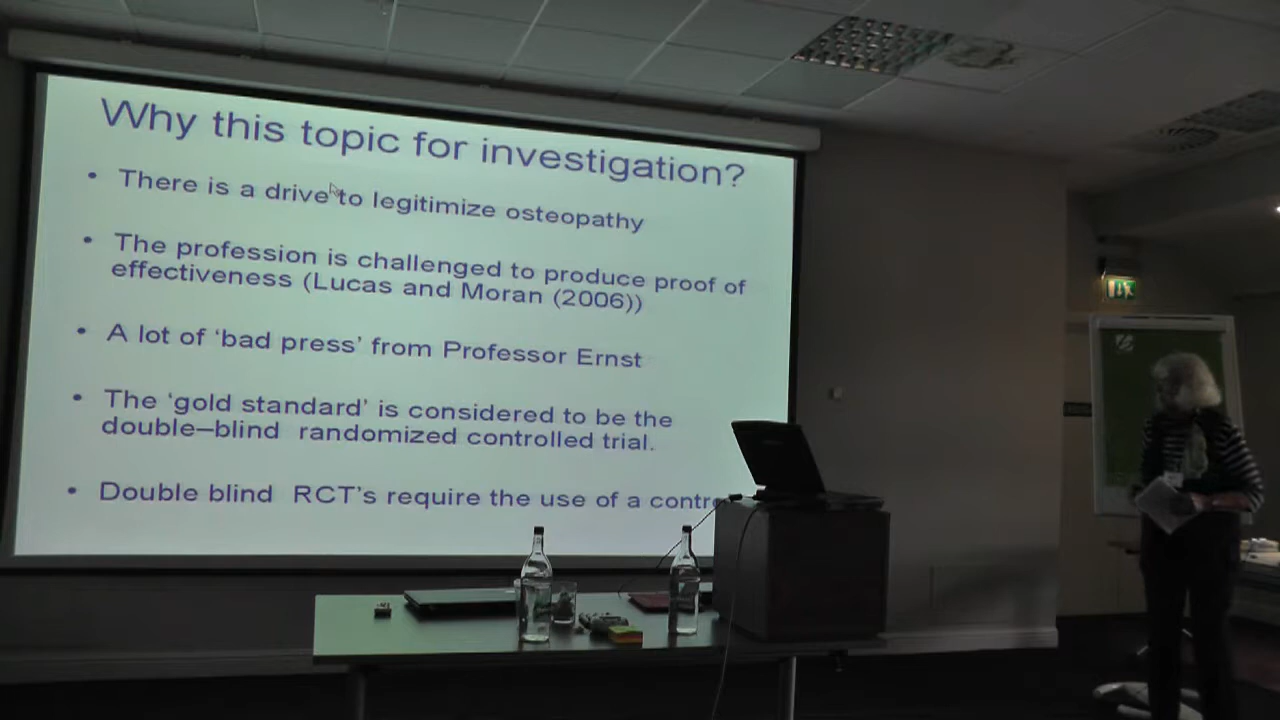 Why this topic for investigation?
• There is a drive to legitimize osteopathy
• The profession is challenged to produce proof of
effectiveness (Lucas and Moran (2006))
• A lot of ‘bad press’ from Professor Ernst
• The ‘gold standard’ is considered to be the
double–blind randomized controlled trial.
• Double blind RCT’s require the use of a